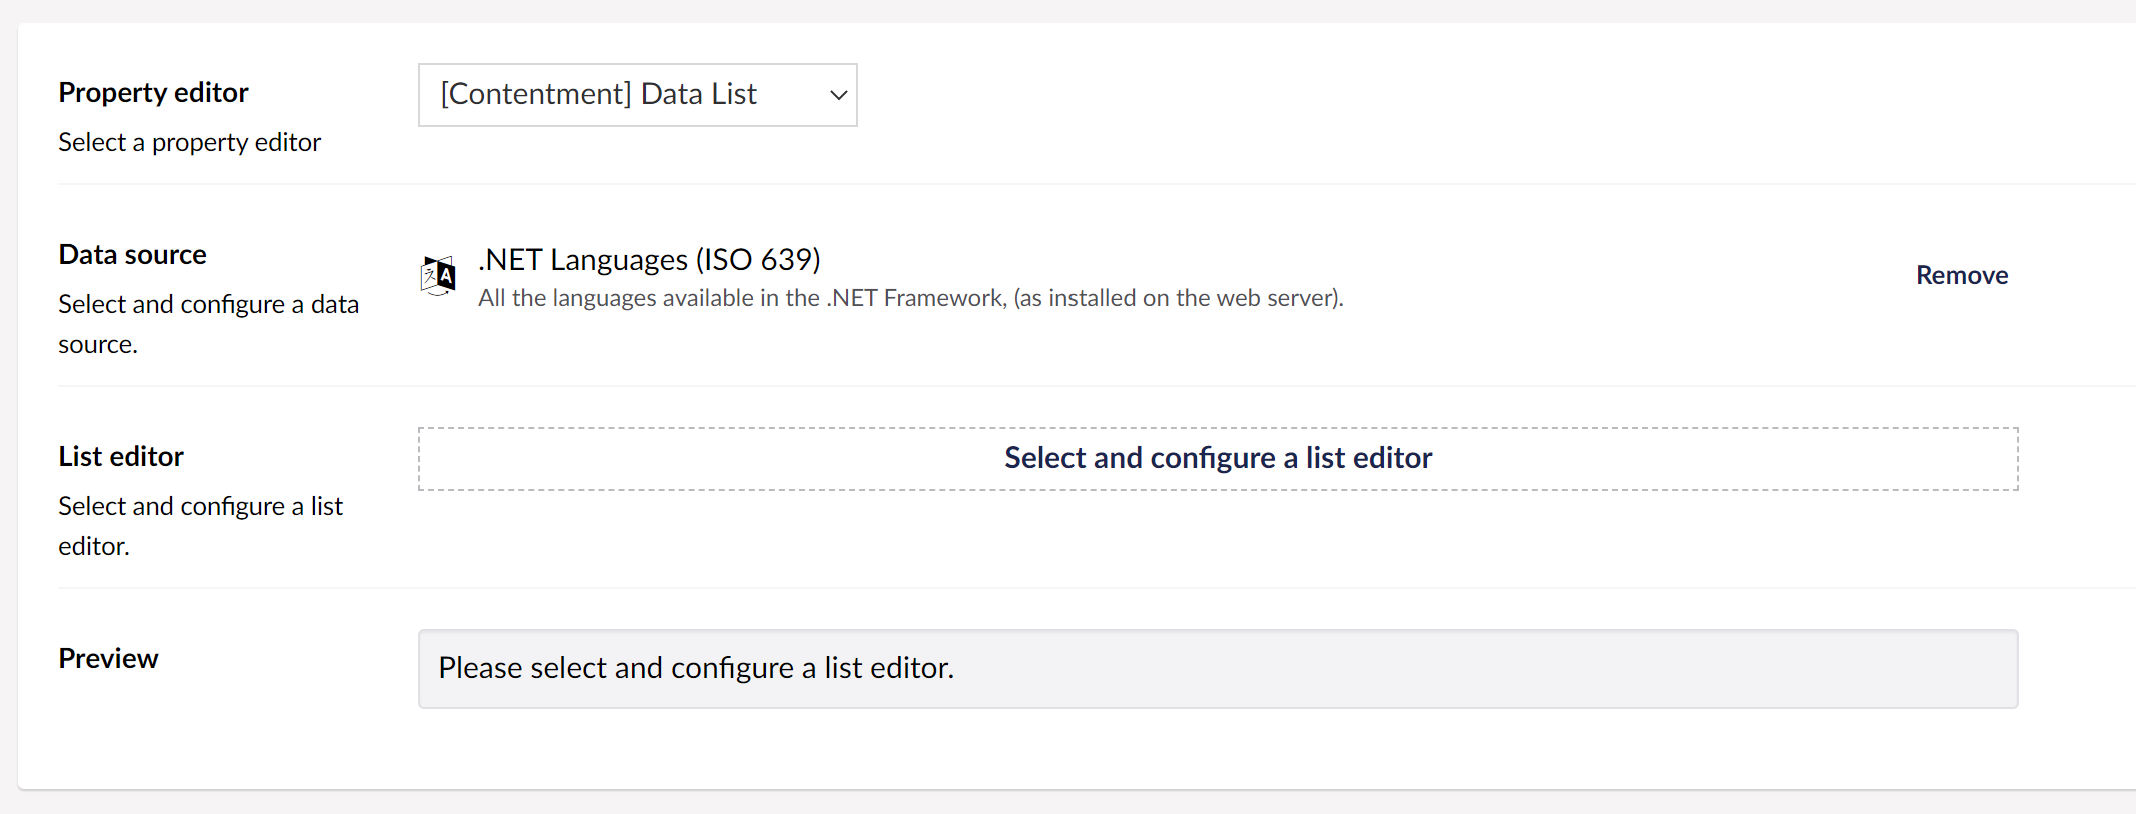 Property editor
Select a property editor
[Contentment] Data List
Data source
Select and configure a data
source.
.NET Languages (ISO 639)
All the languages available in the .NET Framework, (as installed on the web server).
Remove
List editor
Select and configure a list
editor.
Select and configure a list editor
Preview
Please select and configure a list editor.